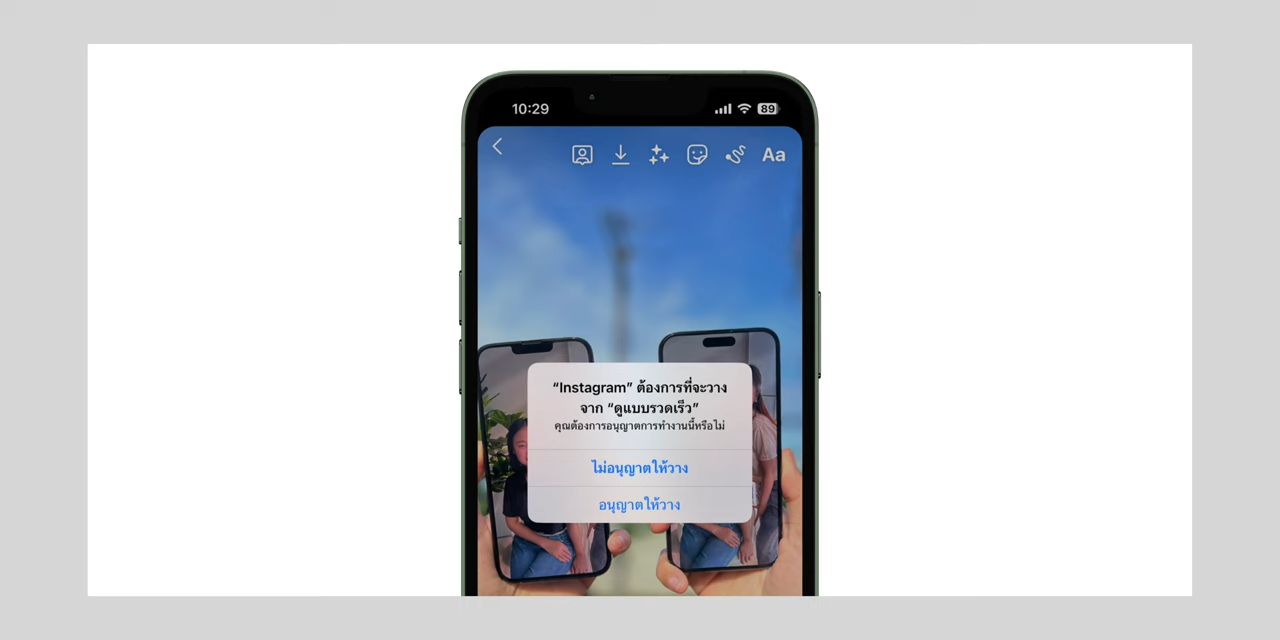 10:29
89
Aa
“Instagram” ต้องการที่จะวาง
จาก “ดูแบบรวดเร็ว”
คุณต้องการอนุญาตการทำงานนี้หรือไม่
ไม่อนุญาตให้วาง
อนุญาตให้วาง